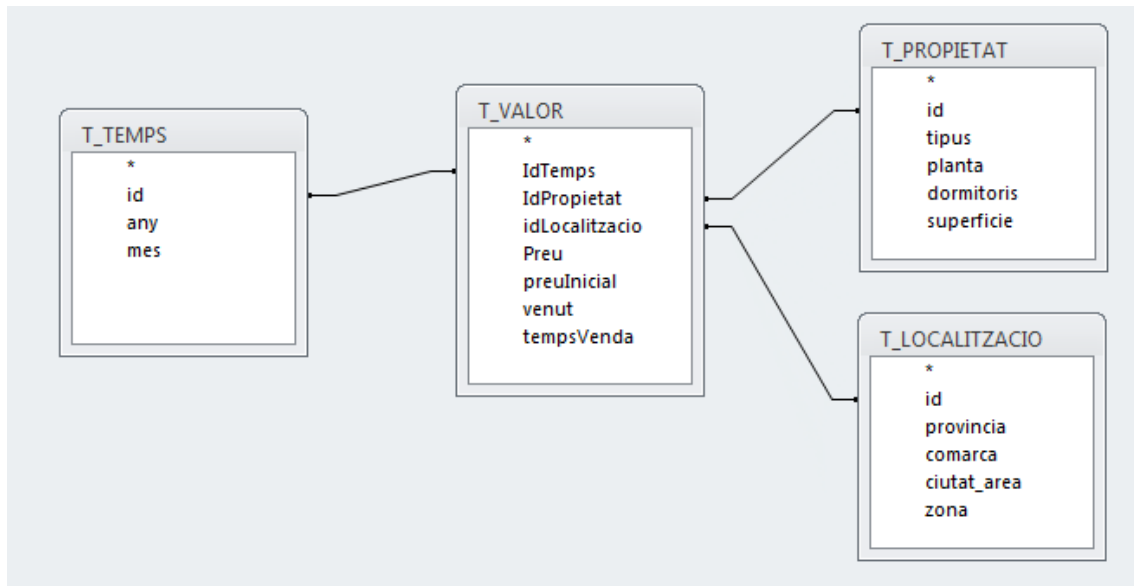 T_TEMPS
*
id
any
mes
T_VALOR
*
IdTemps
IdPropietat
idLocalitzacio
Preu
preuInicial
venut
tempsVenda
T_PROPIETAT
*
id
tipus
planta
dormitoris
superficie
T_LOCALITZACIO
*
id
provincia
comarca
ciutat_area
zona